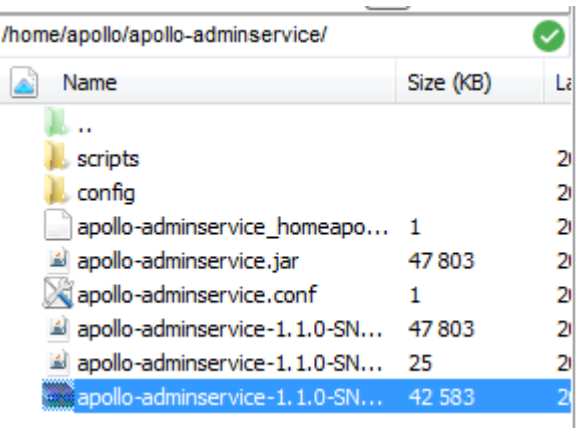 /home/apollo/apollo-adminservice/
Name Size (KB) La
..
scripts 20
config 20
apollo-adminservice_homeapo... 1 20
apollo-adminservice.jar 47 803 20
apollo-adminservice.conf 1 20
apollo-adminservice-1.1.0-SN... 47 803 20
apollo-adminservice-1.1.0-SN... 25 20
apollo-adminservice-1.1.0-SN... 42 583 20